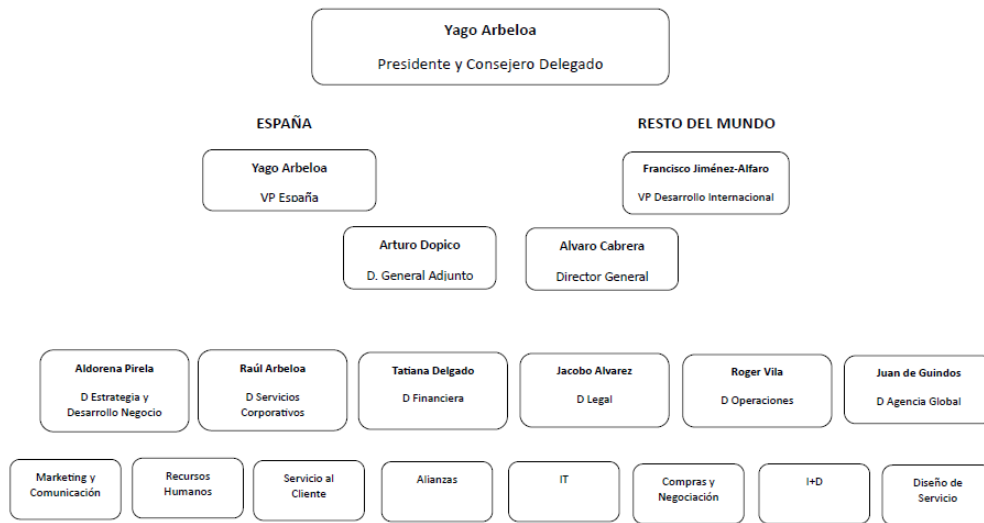 Yago Arbeloa
Presidente y Consejero Delegado
ESPAÑA
RESTO DEL MUNDO
Yago Arbeloa
VP España
Francisco Jiménez-Alfaro
VP Desarrollo Internacional
Arturo Dopico
D. General Adjunto
Alvaro Cabrera
Director General
Aldorena Pirela
D Estrategia y
Desarrollo Negocio
Raúl Arbeloa
D Servicios
Corporativos
Tatiana Delgado
D Financiera
Jacobo Alvarez
D Legal
Roger Vila
D Operaciones
Juan de Guindos
D Agencia Global
Marketing y
Comunicación
Recursos
Humanos
Servicio al
Cliente
Alianzas
IT
Compras y
Negociación
I+D
Diseño de
Servicio